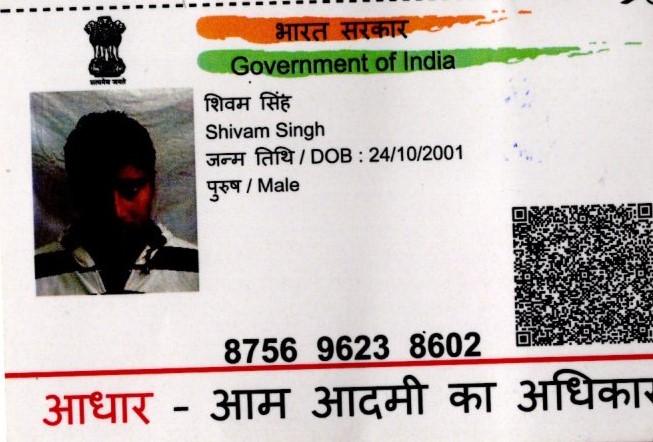 सत्यमेव जयते
भारत सरकार
Government of India
शिवम सिंह
Shivam Singh
जन्म तिथि / DOB : 24/10/2001
पुरुष / Male
8756 9623 8602
आधार - आम आदमी का अधिकार